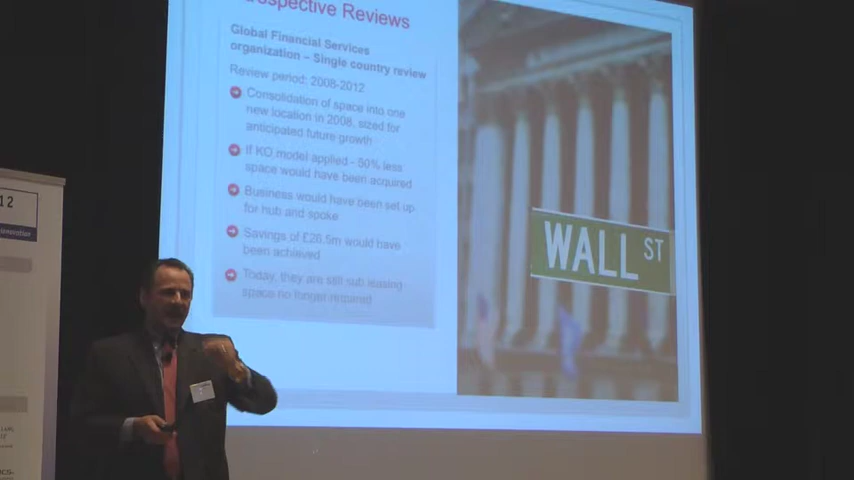 rospective Reviews
Global Financial Services
organization – Single country review
Review period: 2008-2012
Consolidation of space into one
new location in 2008, sized for
anticipated future growth
If KO model applied - 50% less
space would have been acquired
Business would have been set up
for hub and spoke
Savings of £26.5m would have
been achieved
Today, they are still sub leasing
space no longer required
WALL ST
12